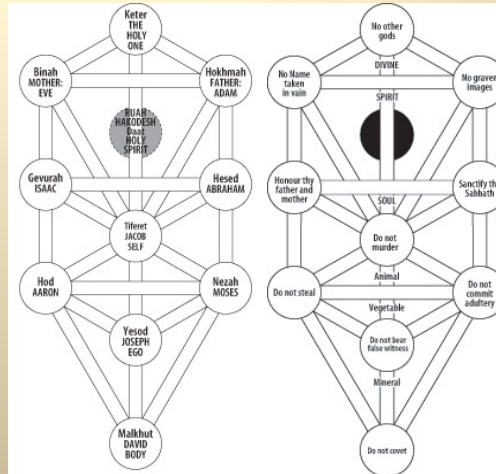 Keter
THE
HOLY
ONE
Binah
MOTHER:
EVE
Hokhmah
FATHER:
ADAM
RUAH
HAKODESH
Daat
HOLY
SPIRIT
Gevurah
ISAAC
Hesed
ABRAHAM
Tiferet
JACOB
SELF
Hod
AARON
Nezah
MOSES
Yesod
JOSEPH
EGO
Malkhut
DAVID
BODY
No other
gods
DIVINE
No Name
taken
in vain
No graven
images
SPIRIT
Honour thy
father and
mother
Sanctify the
Sabbath
SOUL
Do not
murder
Animal
Do not steal
Do not
commit
adultery
Vegetable
Do not bear
false witness
Mineral
Do not covet